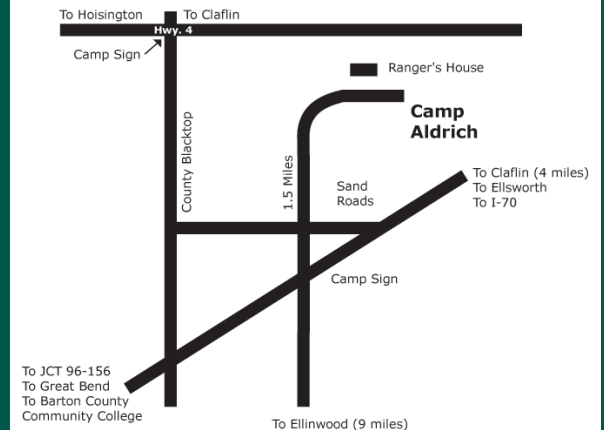 To Hoisington
To Claflin
Hwy. 4
Camp Sign
Ranger's House
Camp
Aldrich
County Blacktop
1.5 Miles
Sand
Roads
To Claflin (4 miles)
To Ellsworth
To I-70
Camp Sign
To JCT 96-156
To Great Bend
To Barton County
Community College
To Ellinwood (9 miles)